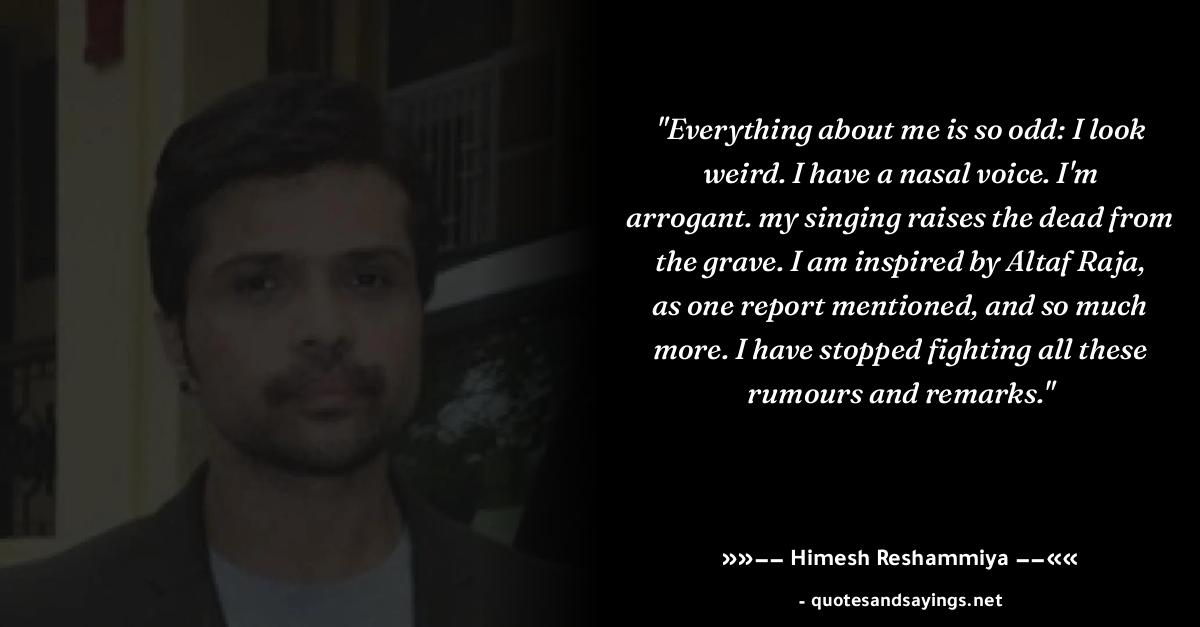 "Everything about me is so odd: I look
weird. I have a nasal voice. I'm
arrogant. my singing raises the dead from
the grave. I am inspired by Altaf Raja,
as one report mentioned, and so much
more. I have stopped fighting all these
rumours and remarks."
»»−− Himesh Reshammiya −−««
- quotesandsayings.net